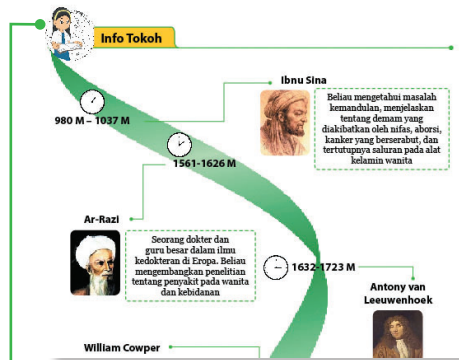 Info Tokoh
Ibnu Sina
Beliau mengetahui masalah
kemandulan, menjelaskan
tentang demam yang
diakibatkan oleh nifas, aborsi,
kanker yang berserabut, dan
tertutupnya saluran pada alat
kelamin wanita
980 M – 1037 M
1561-1626 M
Ar-Razi
Seorang dokter dan
guru besar dalam ilmu
kedokteran di Eropa. Beliau
mengembangkan penelitian
tentang penyakit pada wanita
dan kebidanan
1632-1723 M
Antony van
Leeuwenhoek
William Cowper